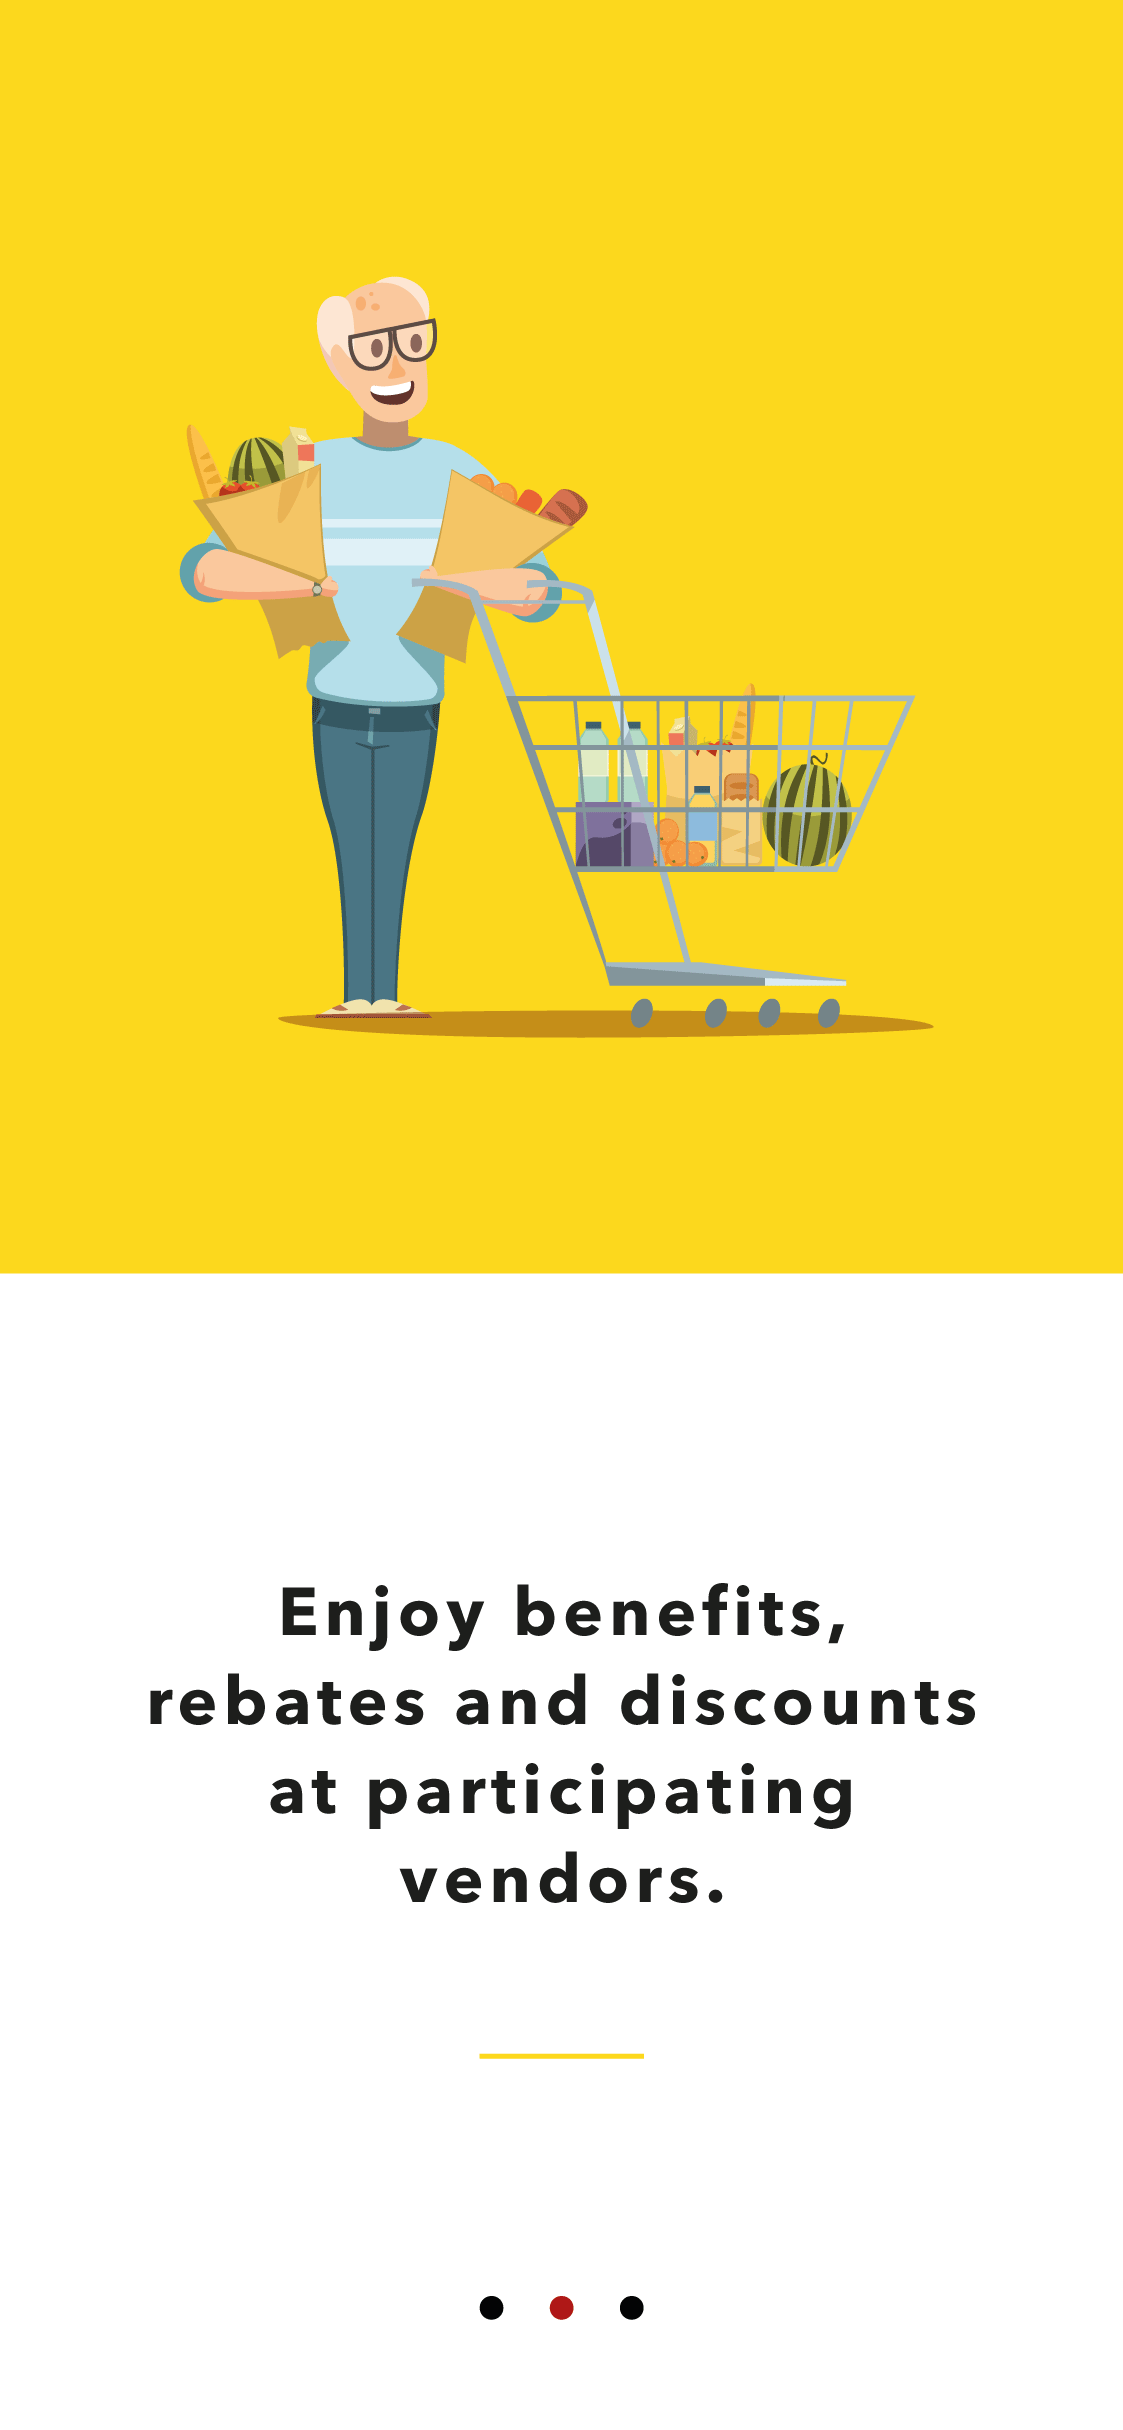 Enjoy benefits,
rebates and discounts
at participating
vendors.